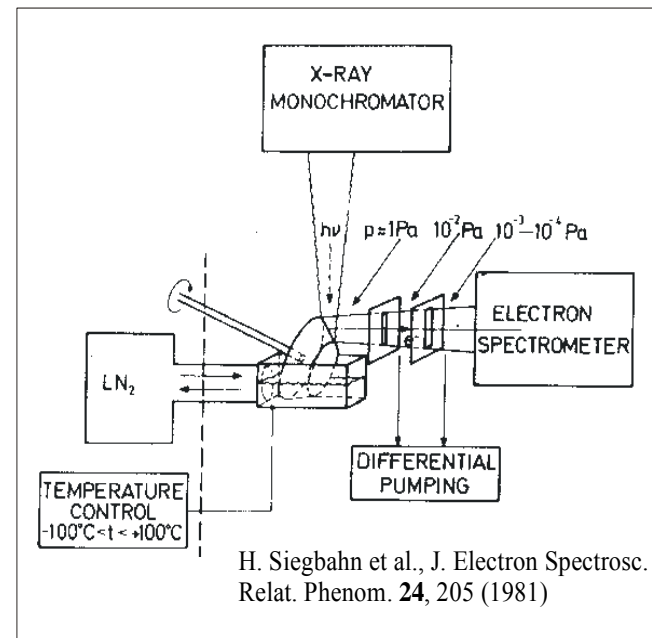 X-RAY
MONOCHROMATOR
hν
p≈1Pa
10⁻²Pa
10⁻³–10⁻⁴ Pa
ELECTRON
SPECTROMETER
e
LN₂
DIFFERENTIAL
PUMPING
TEMPERATURE
CONTROL
-100°C<t<+100°C
H. Siegbahn et al., J. Electron Spectrosc.
Relat. Phenom. 24, 205 (1981)